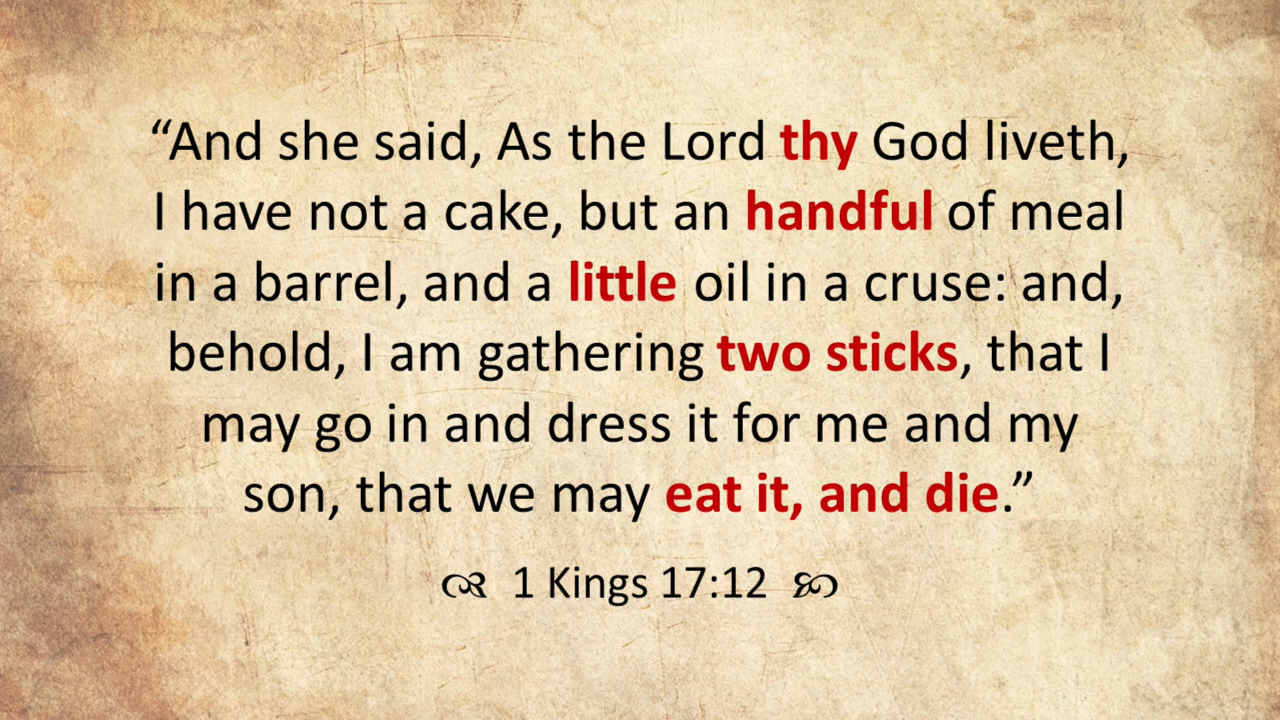 “And she said, As the Lord thy God liveth,
I have not a cake, but an handful of meal
in a barrel, and a little oil in a cruse: and,
behold, I am gathering two sticks, that I
may go in and dress it for me and my
son, that we may eat it, and die.”
1 Kings 17:12